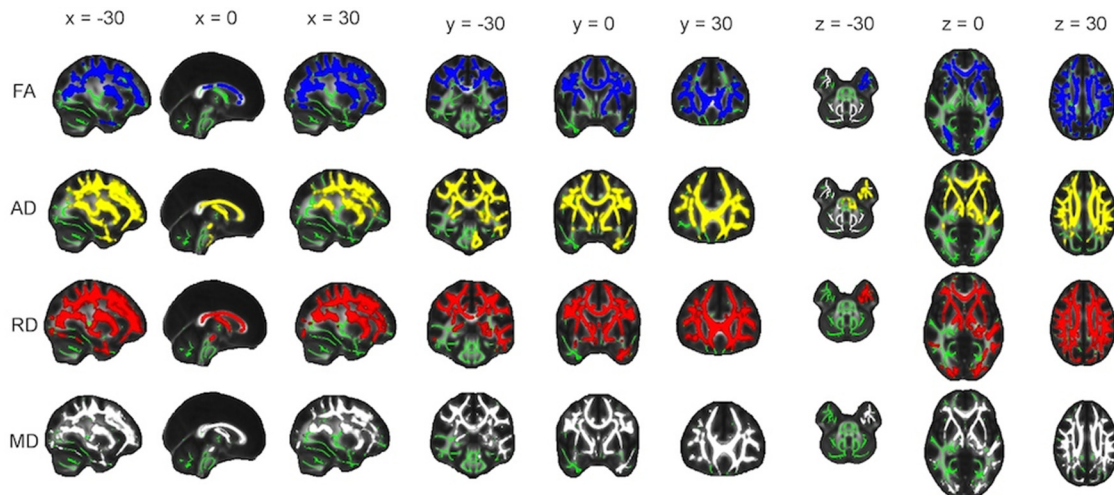 x = -30 x = 0 x = 30 y = -30 y = 0 y = 30 z = -30 z = 0 z = 30
FA
AD
RD
MD